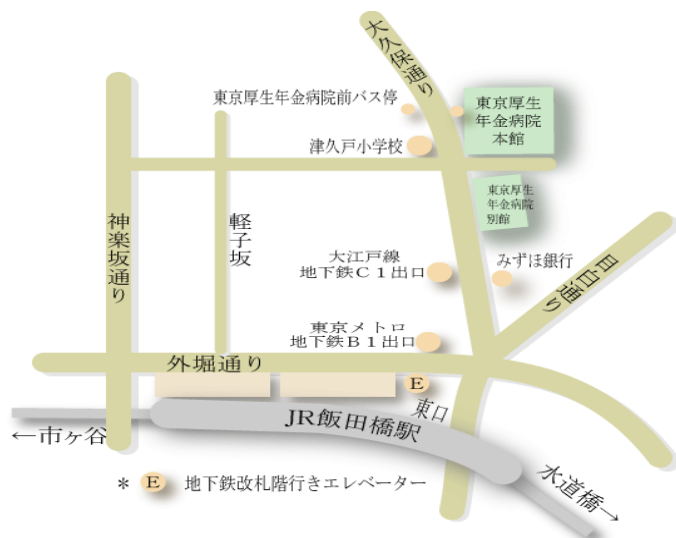 大久保通り
東京厚生年金病院前バス停
東京厚生
年金病院
本館
津久戸小学校
東京厚生
年金病院
別館
神楽坂通り
軽子坂
大江戸線
地下鉄C1出口
みずほ銀行
目白通り
東京メトロ
地下鉄B1出口
外堀通り
E
東口
JR飯田橋駅
←市ヶ谷
水道橋→
* E 地下鉄改札階行きエレベーター